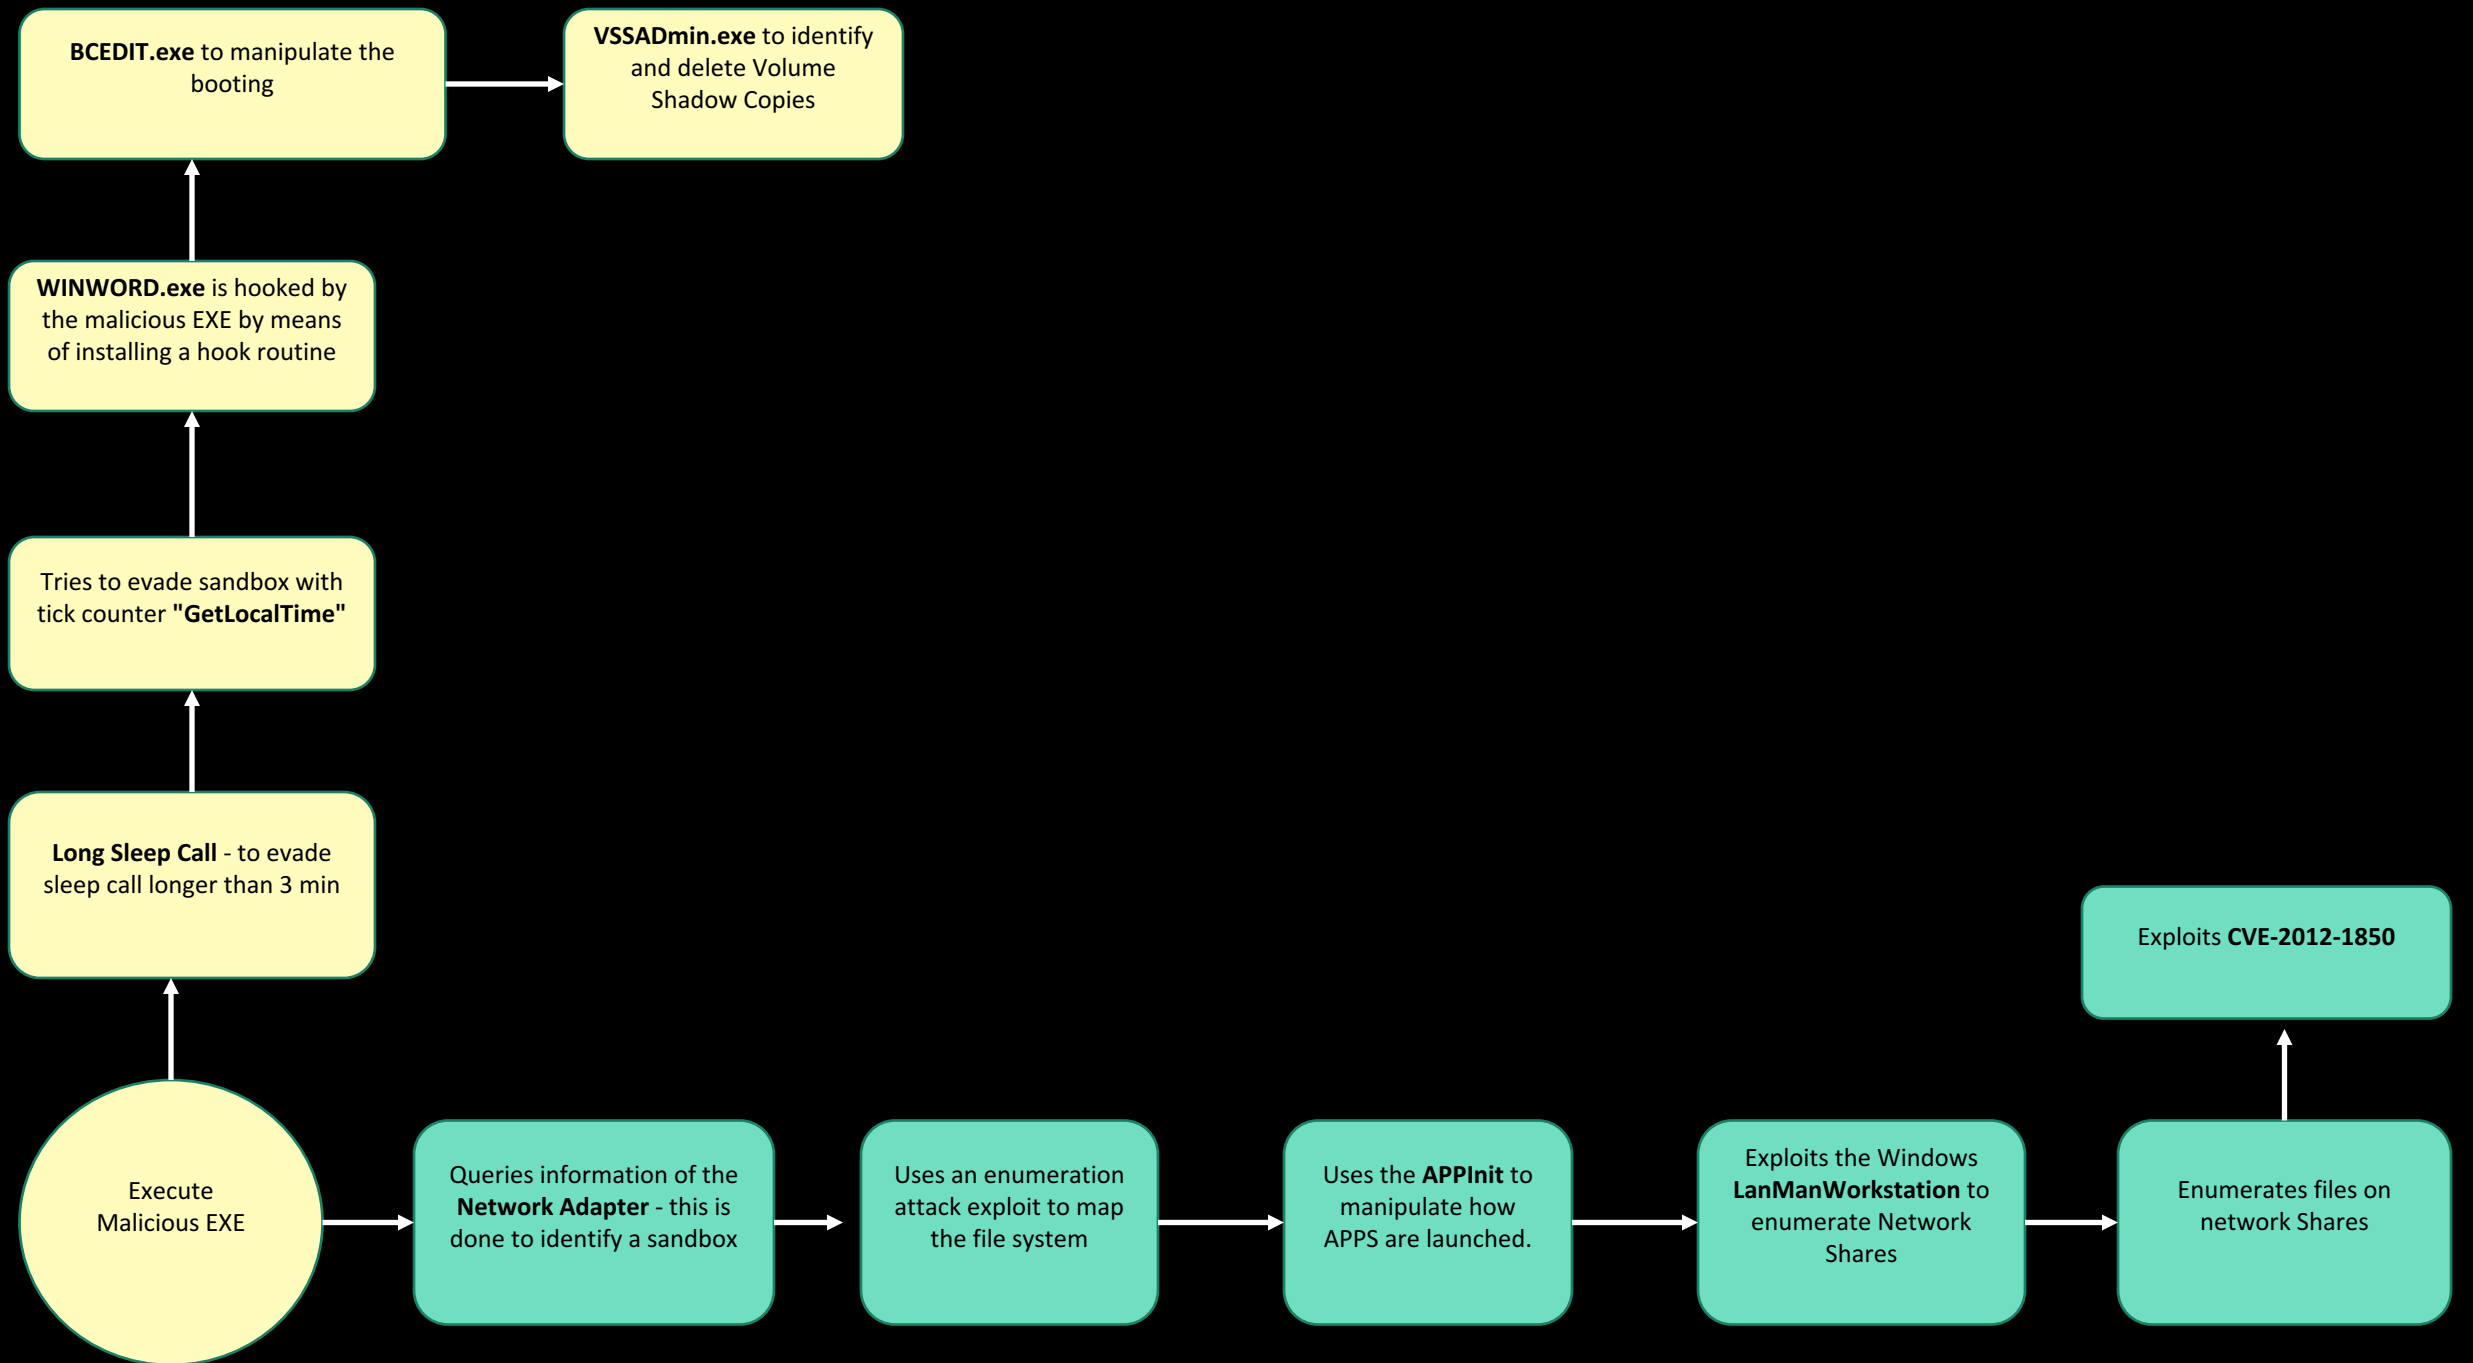 BCEDIT.exe to manipulate the
booting
VSSADmin.exe to identify
and delete Volume
Shadow Copies
WINWORD.exe is hooked by
the malicious EXE by means
of installing a hook routine
Tries to evade sandbox with
tick counter "GetLocalTime"
Long Sleep Call - to evade
sleep call longer than 3 min
Exploits CVE-2012-1850
Execute
Malicious EXE
Queries information of the
Network Adapter - this is
done to identify a sandbox
Uses an enumeration
attack exploit to map
the file system
Uses the APPInit to
manipulate how
APPS are launched.
Exploits the Windows
LanManWorkstation to
enumerate Network
Shares
Enumerates files on
network Shares